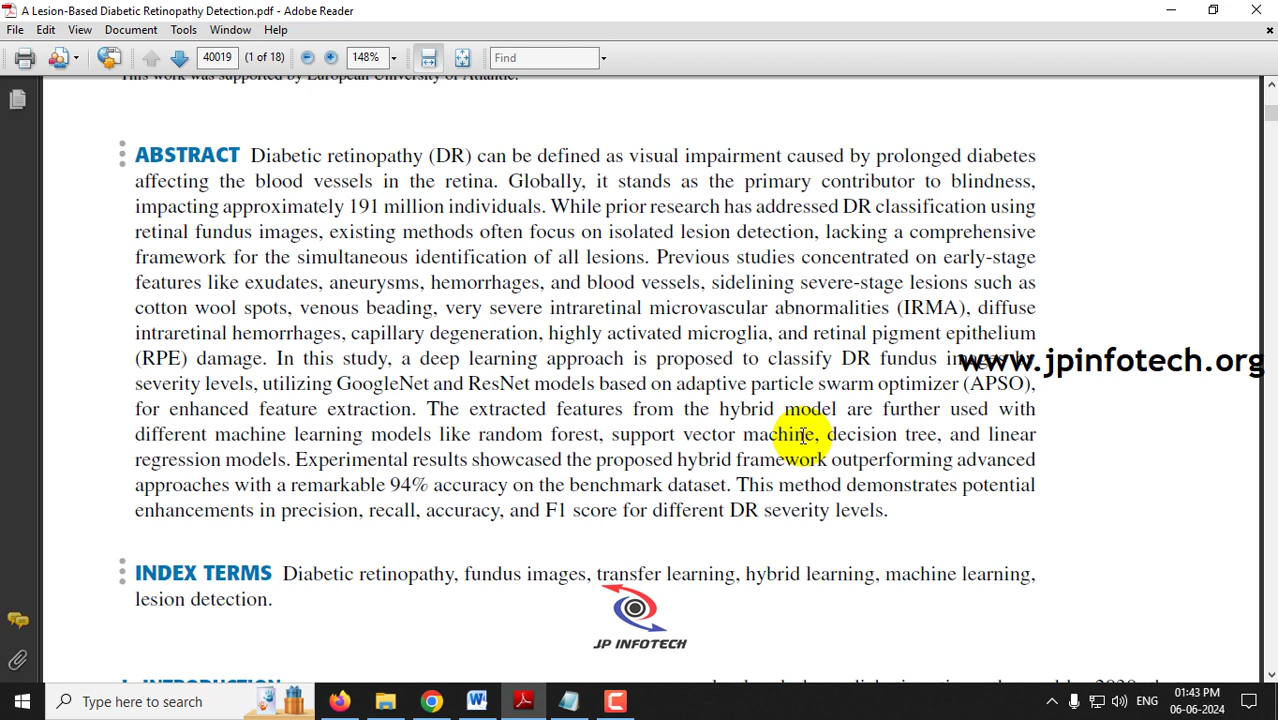 A Lesion-Based Diabetic Retinopathy Detection.pdf - Adobe Reader
File Edit View Document Tools Window Help
40019 (1 of 18) 148% Find
This work was supported by European University of Atlantic.
ABSTRACT Diabetic retinopathy (DR) can be defined as visual impairment caused by prolonged diabetes
affecting the blood vessels in the retina. Globally, it stands as the primary contributor to blindness,
impacting approximately 191 million individuals. While prior research has addressed DR classification using
retinal fundus images, existing methods often focus on isolated lesion detection, lacking a comprehensive
framework for the simultaneous identification of all lesions. Previous studies concentrated on early-stage
features like exudates, aneurysms, hemorrhages, and blood vessels, sidelining severe-stage lesions such as
cotton wool spots, venous beading, very severe intraretinal microvascular abnormalities (IRMA), diffuse
intraretinal hemorrhages, capillary degeneration, highly activated microglia, and retinal pigment epithelium
(RPE) damage. In this study, a deep learning approach is proposed to classify DR fundus images by
www.jpinfotech.org
severity levels, utilizing GoogleNet and ResNet models based on adaptive particle swarm optimizer (APSO),
for enhanced feature extraction. The extracted features from the hybrid model are further used with
different machine learning models like random forest, support vector machine, decision tree, and linear
regression models. Experimental results showcased the proposed hybrid framework outperforming advanced
approaches with a remarkable 94% accuracy on the benchmark dataset. This method demonstrates potential
enhancements in precision, recall, accuracy, and F1 score for different DR severity levels.
INDEX TERMS Diabetic retinopathy, fundus images, transfer learning, hybrid learning, machine learning,
lesion detection.
JP INFOTECH
I. INTRODUCTION
Type here to search
ENG
01:43 PM
06-06-2024